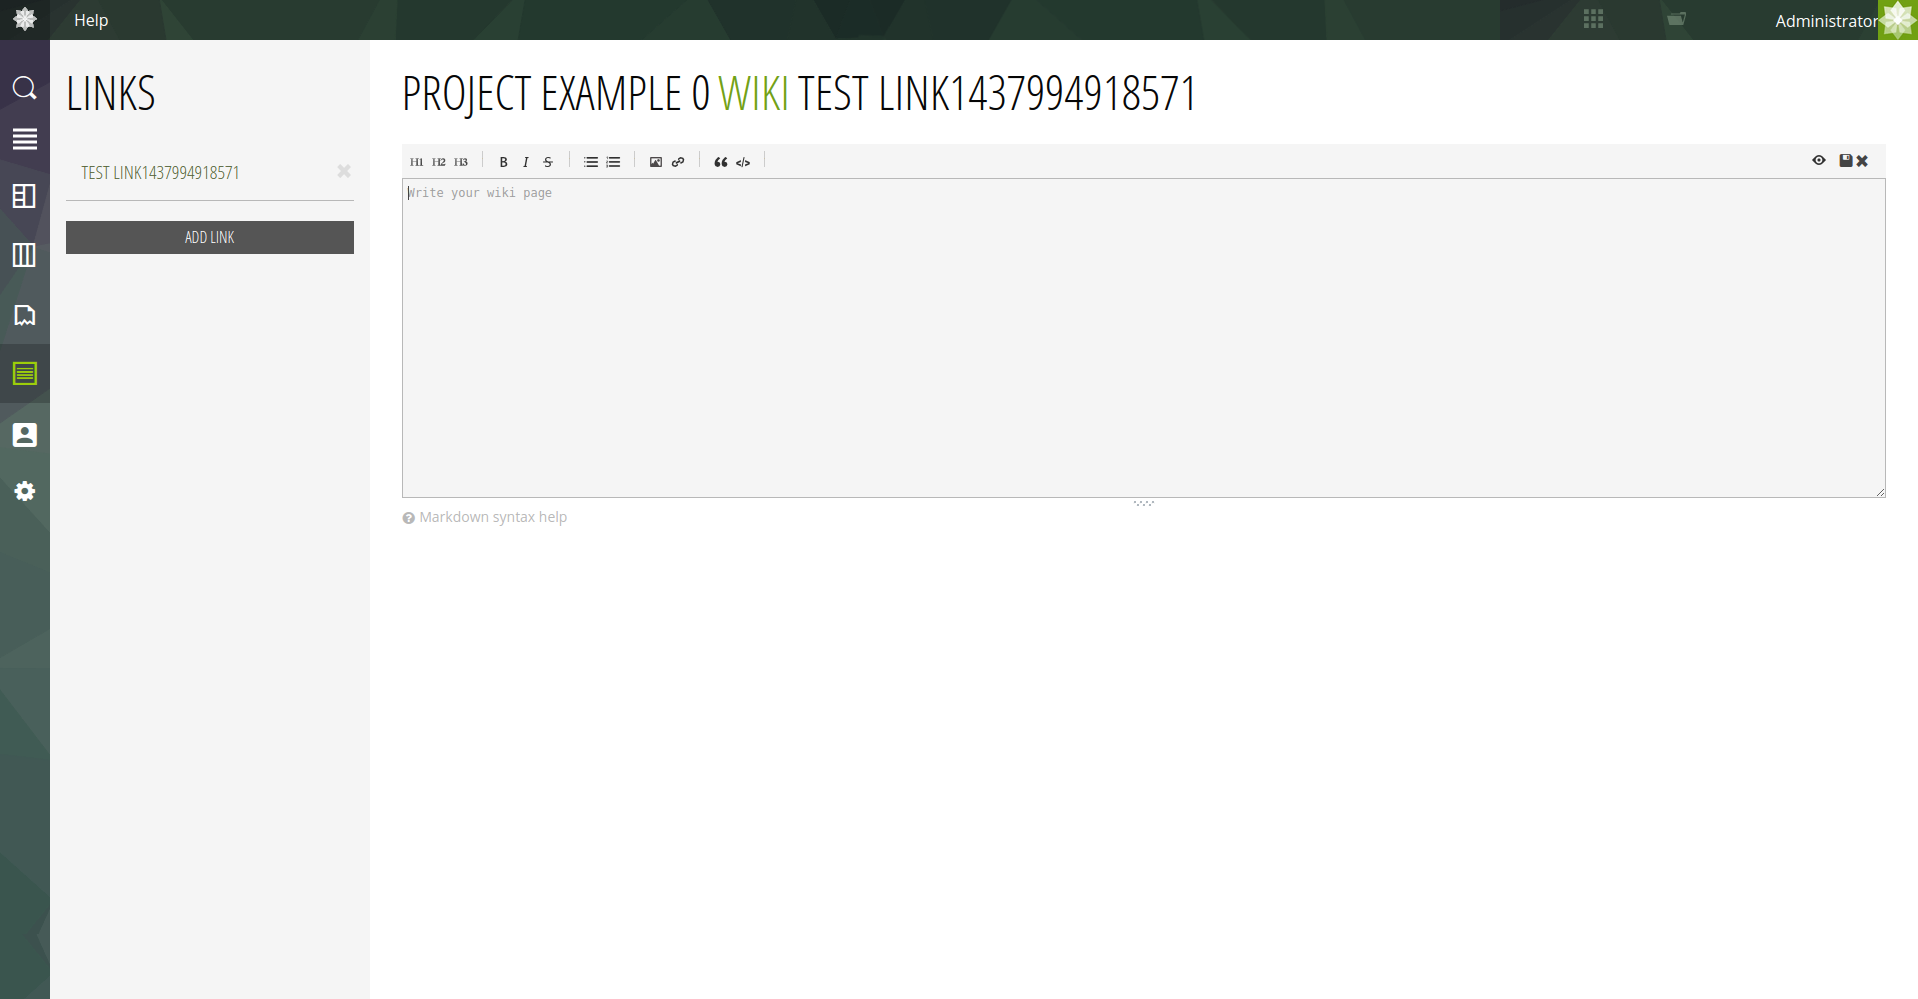 Help
Administrator
LINKS
TEST LINK1437994918571
ADD LINK
PROJECT EXAMPLE 0 WIKI TEST LINK1437994918571
H1 H2 H3 B I S
Write your wiki page
Markdown syntax help